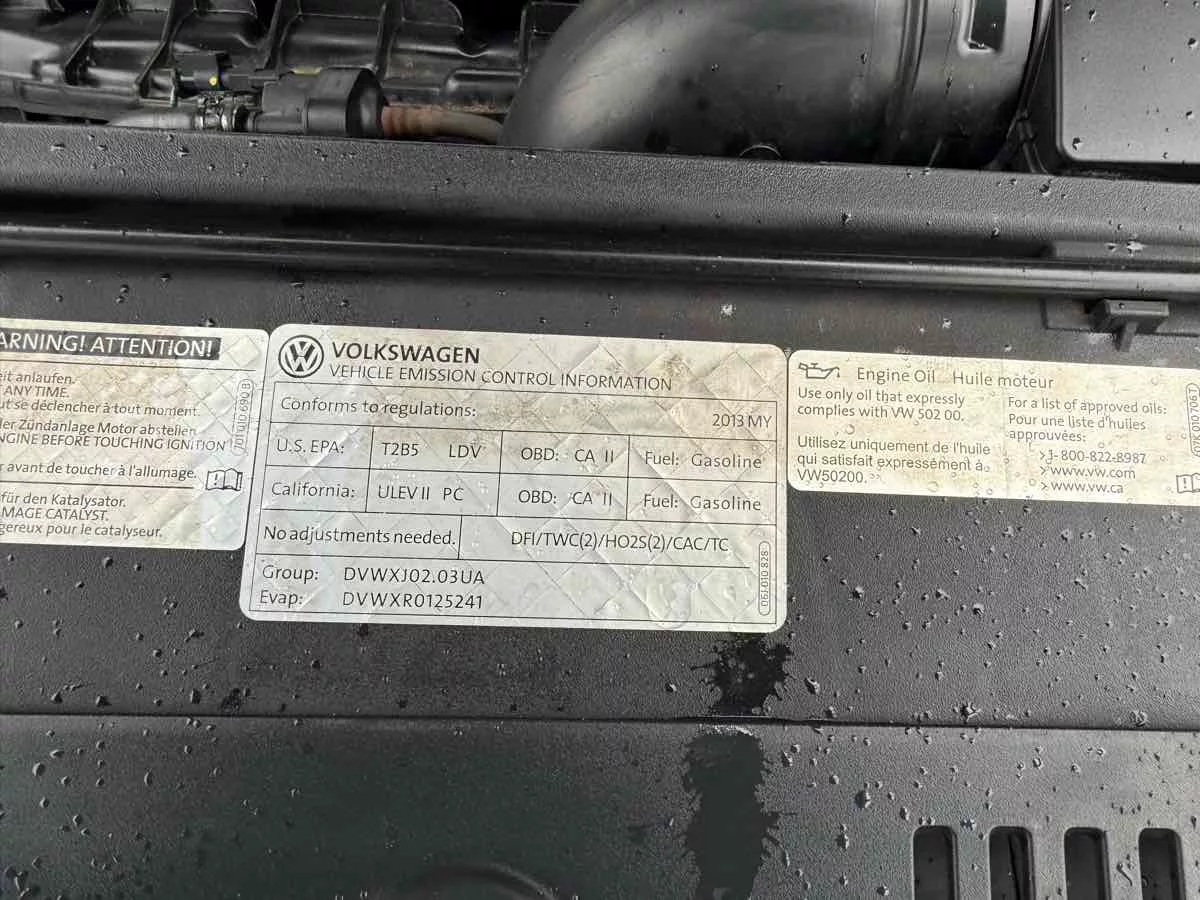 ARNING! ATTENTION!
eit anlaufen.
ANY TIME.
ut se déclencher à tout moment.
ler Zündanlage Motor abstellen.
NGINE BEFORE TOUCHING IGNITION
r avant de toucher à l'allumage.
für den Katalysator.
MAGE CATALYST.
gereux pour le catalyseur.
VOLKSWAGEN
VEHICLE EMISSION CONTROL INFORMATION
Conforms to regulations: 2013 MY
U.S. EPA: T2B5 LDV OBD: CA II Fuel: Gasoline
California: ULEV II PC OBD: CA II Fuel: Gasoline
No adjustments needed. DFI/TWC(2)/HO2S(2)/CAC/TC
Group: DVWXJ02.03UA
Evap: DVWXR0125241
06J 010 828
Engine Oil Huile moteur
Use only oil that expressly
complies with VW 502 00.
Utilisez uniquement de l'huile
qui satisfait expressément à
VW50200.
For a list of approved oils:
Pour une liste d'huiles
approuvées:
>1-800-822-8987
>www.vw.com
>www.vw.ca